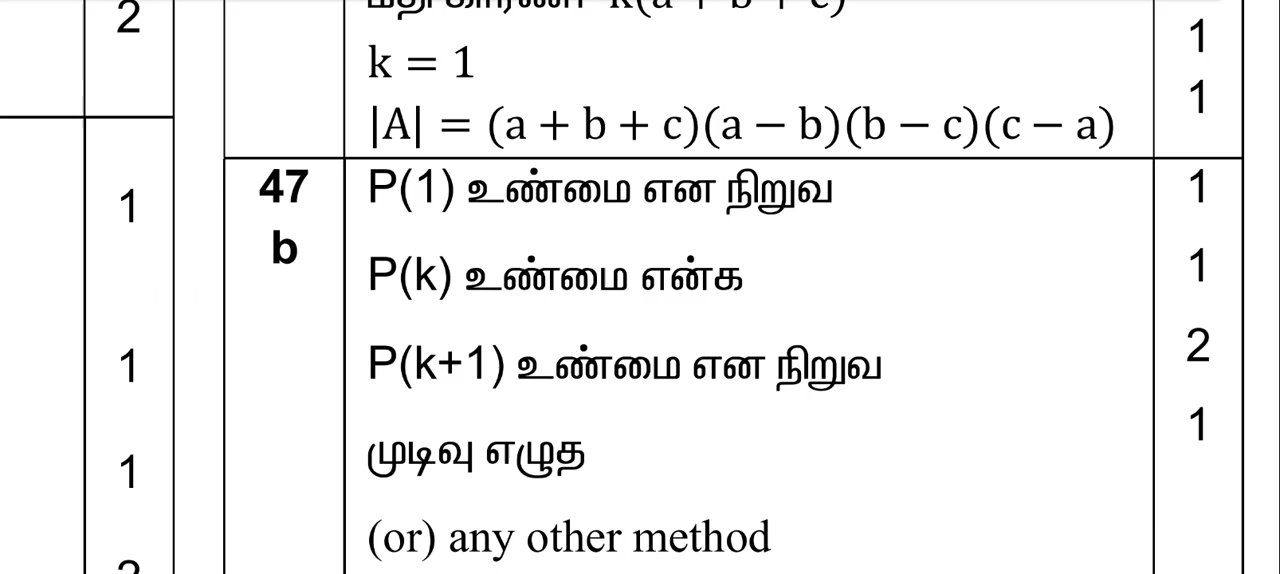 2
1
1
1
k(a + b + c)
1
k = 1
1
|A| = (a + b + c)(a − b)(b − c)(c − a)
47 b
P(1) உண்மை என நிறுவ
1
P(k) உண்மை என்க
1
P(k+1) உண்மை என நிறுவ
2
முடிவு எழுத
1
(or) any other method